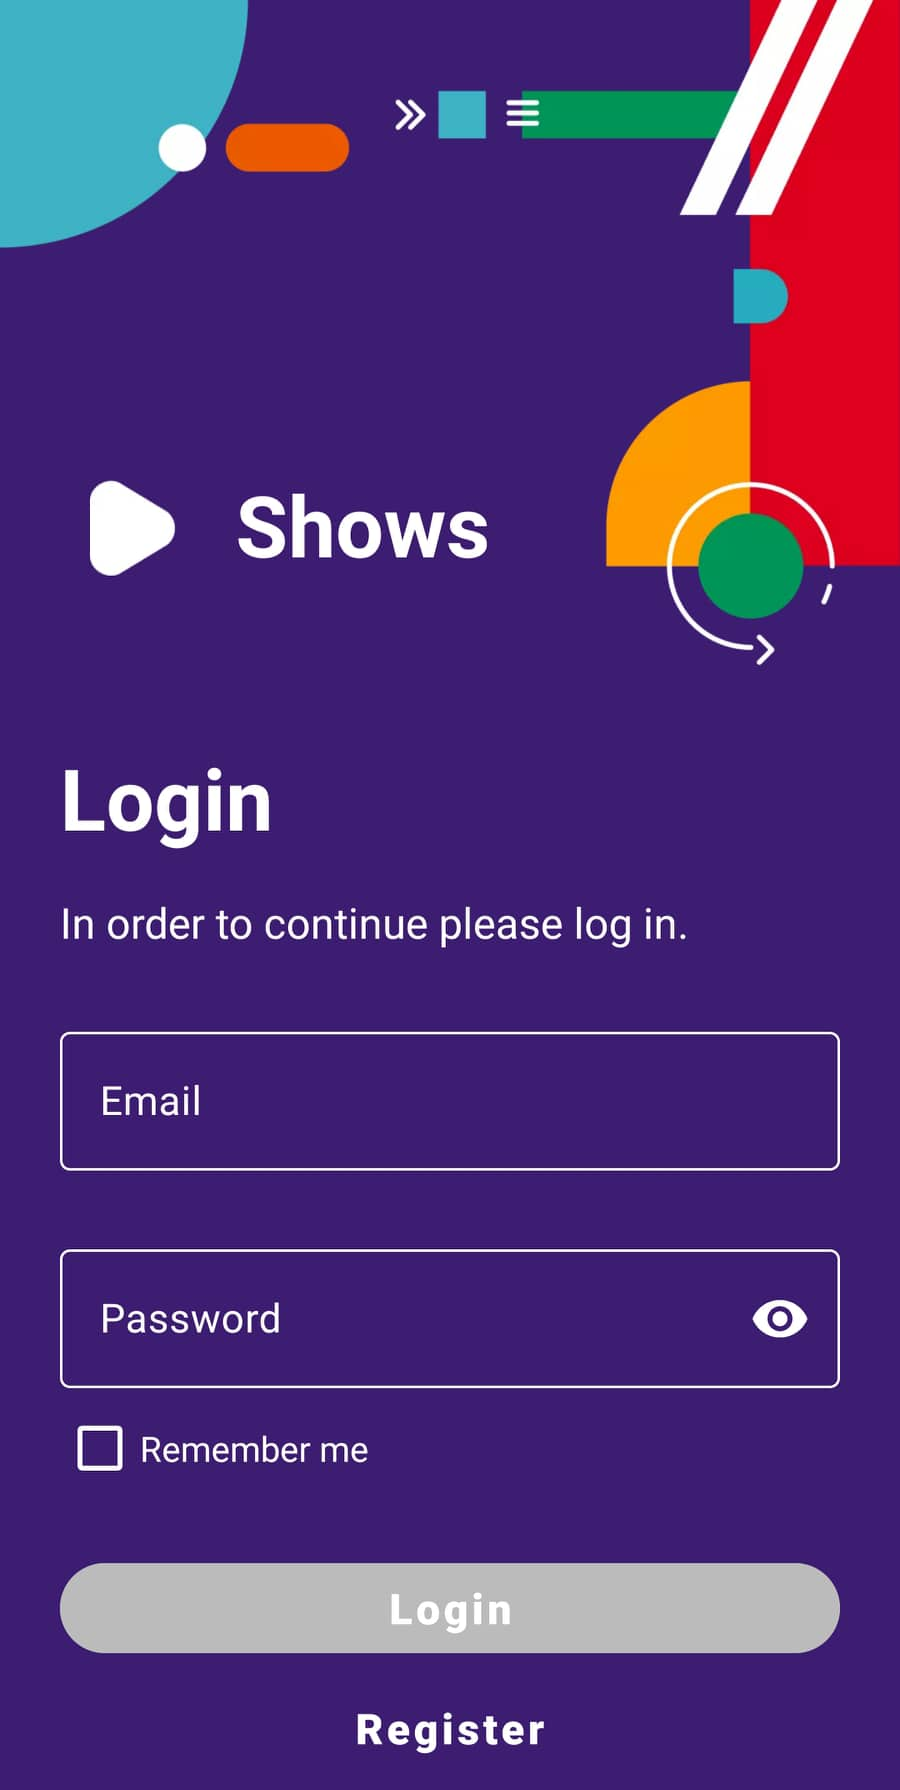 Shows
Login
In order to continue please log in.
Email
Password
Remember me
Login
Register